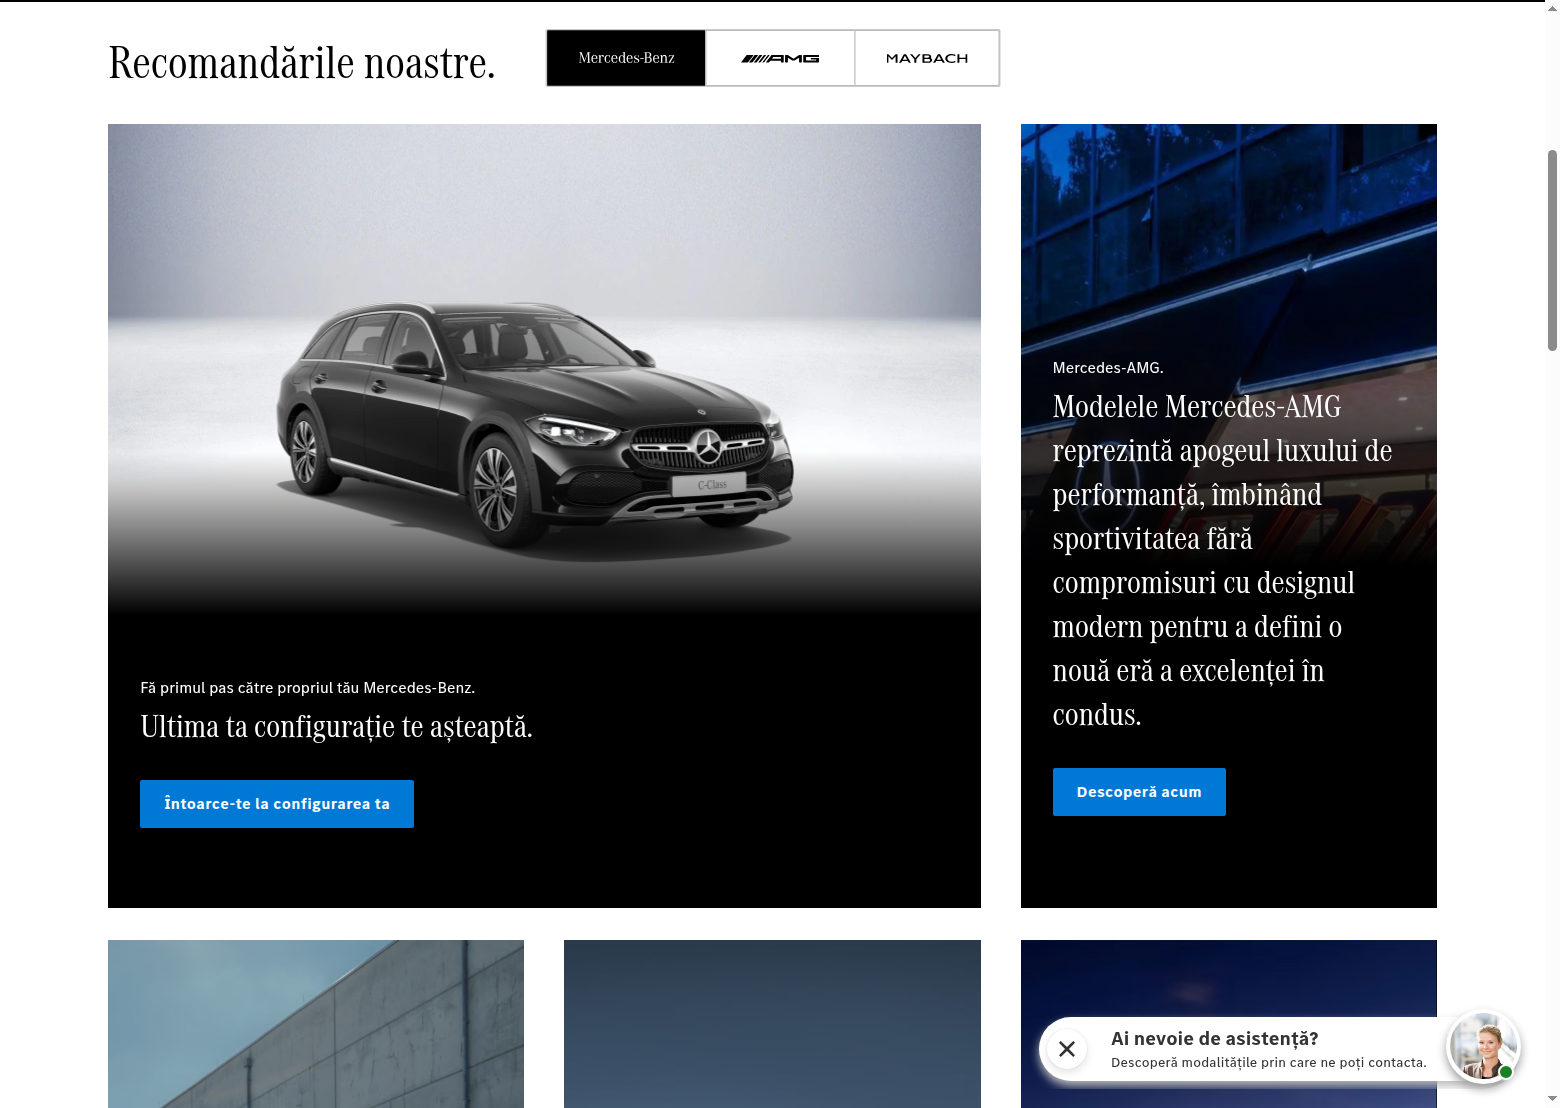 Recomandările noastre.
Mercedes-Benz
AMG
MAYBACH
C-Class
Fă primul pas către propriul tău Mercedes-Benz.
Ultima ta configurație te așteaptă.
Întoarce-te la configurarea ta
Mercedes-AMG.
Modelele Mercedes-AMG
reprezintă apogeul luxului de
performanță, îmbinând
sportivitatea fără
compromisuri cu designul
modern pentru a defini o
nouă eră a excelenței în
condus.
Descoperă acum
Ai nevoie de asistență?
Descoperă modalitățile prin care ne poți contacta.